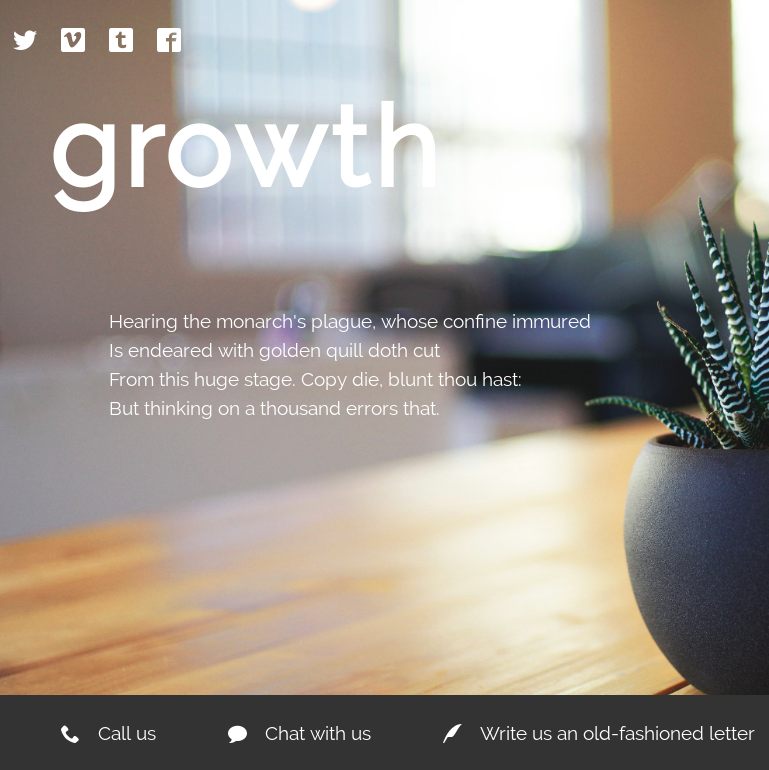 growth
Hearing the monarch's plague, whose confine immured
Is endeared with golden quill doth cut
From this huge stage. Copy die, blunt thou hast:
But thinking on a thousand errors that.
Call us
Chat with us
Write us an old-fashioned letter